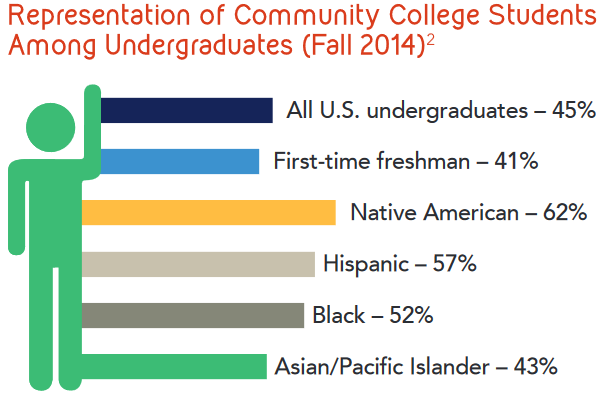 Representation of Community College Students
Among Undergraduates (Fall 2014)2
All U.S. undergraduates – 45%
First-time freshman – 41%
Native American – 62%
Hispanic – 57%
Black – 52%
Asian/Pacific Islander – 43%